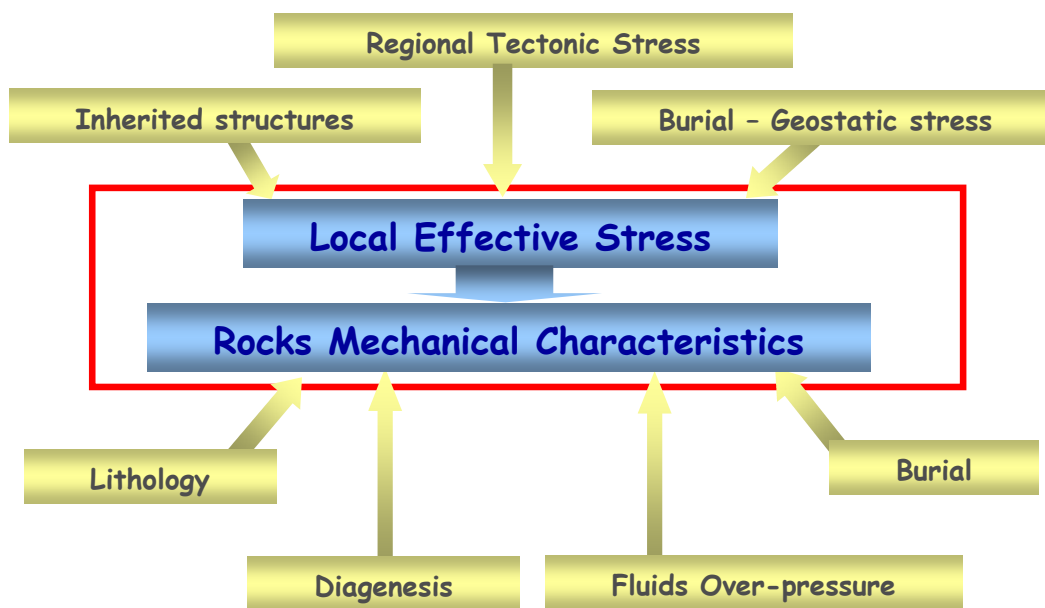 Regional Tectonic Stress
Inherited structures
Burial – Geostatic stress
Local Effective Stress
Rocks Mechanical Characteristics
Lithology
Burial
Diagenesis
Fluids Over-pressure